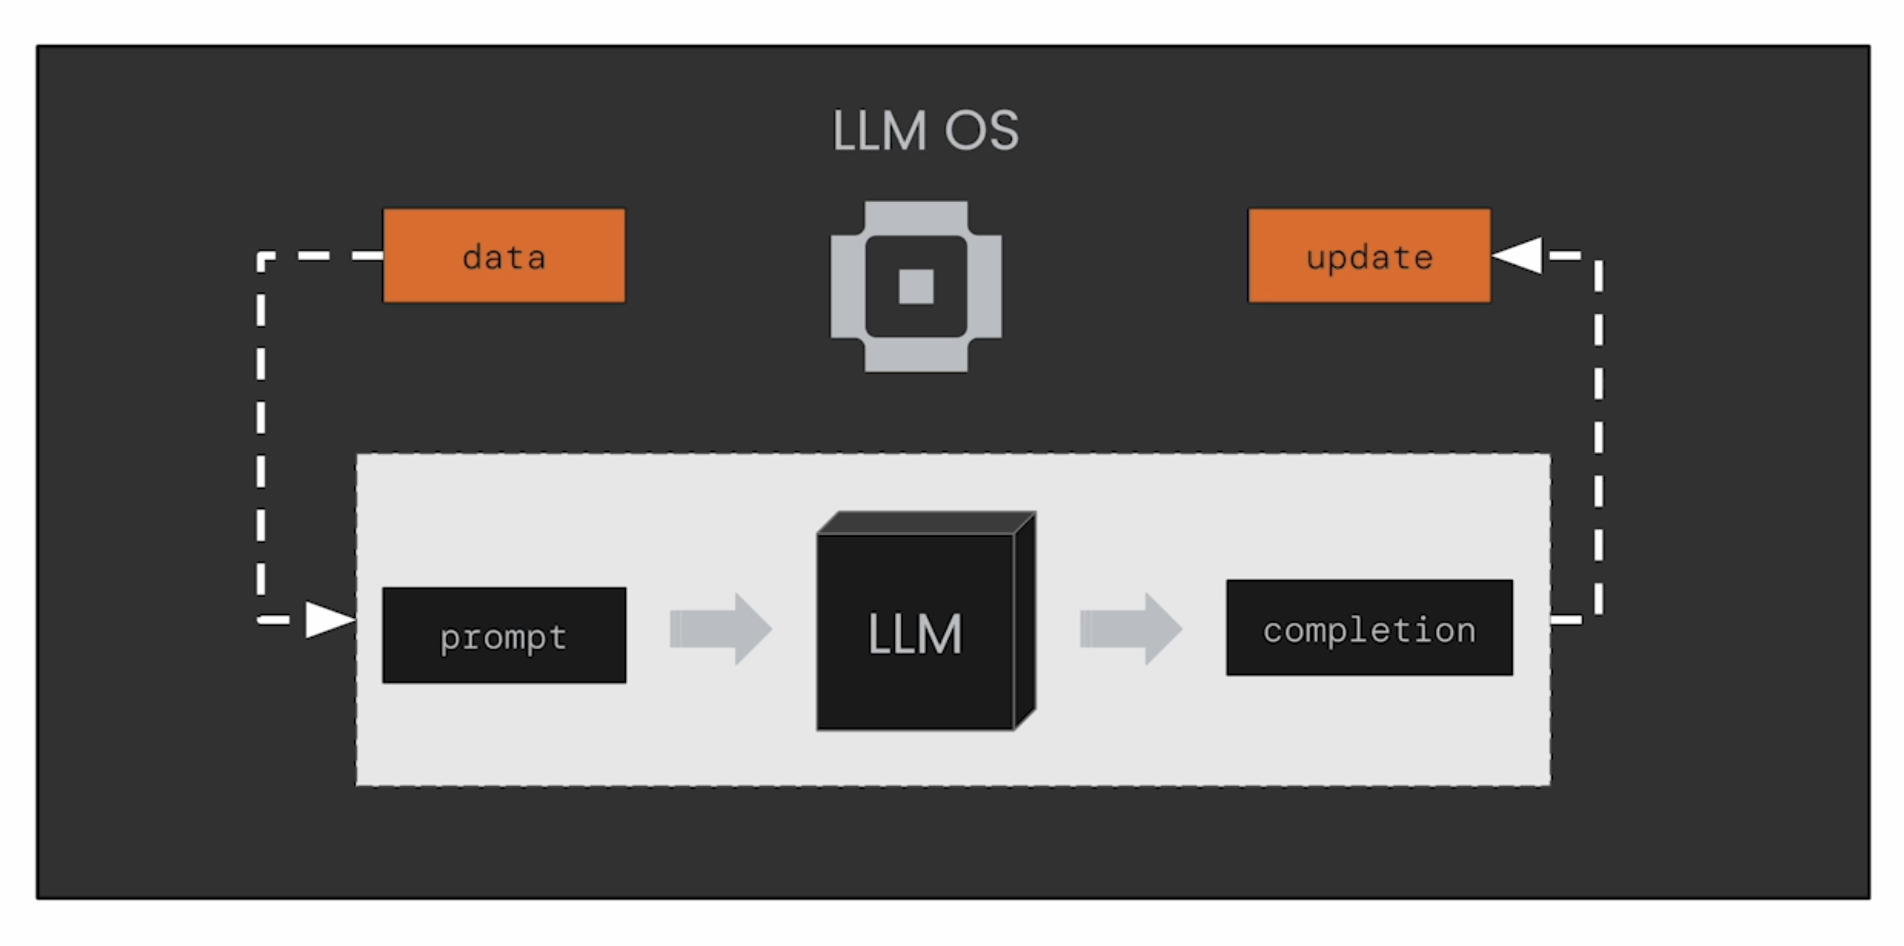 LLM OS
data
update
prompt
LLM
completion